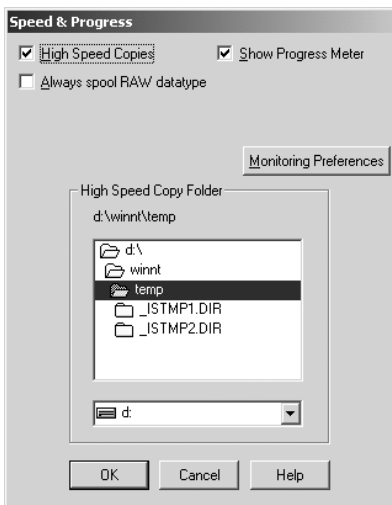 Speed & Progress
High Speed Copies
Show Progress Meter
Always spool RAW datatype
Monitoring Preferences
High Speed Copy Folder
d:\winnt\temp
d:\
winnt
temp
_ISTMP1.DIR
_ISTMP2.DIR
d:
OK
Cancel
Help